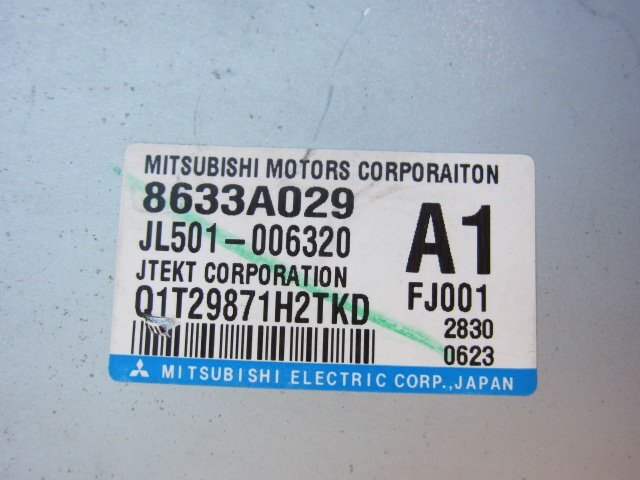 MITSUBISHI MOTORS CORPORAITON
8633A029
A1
JL501-006320
JTEKT CORPORATION
FJ001
Q1T29871H2TKD
2830
0623
MITSUBISHI ELECTRIC CORP.,JAPAN